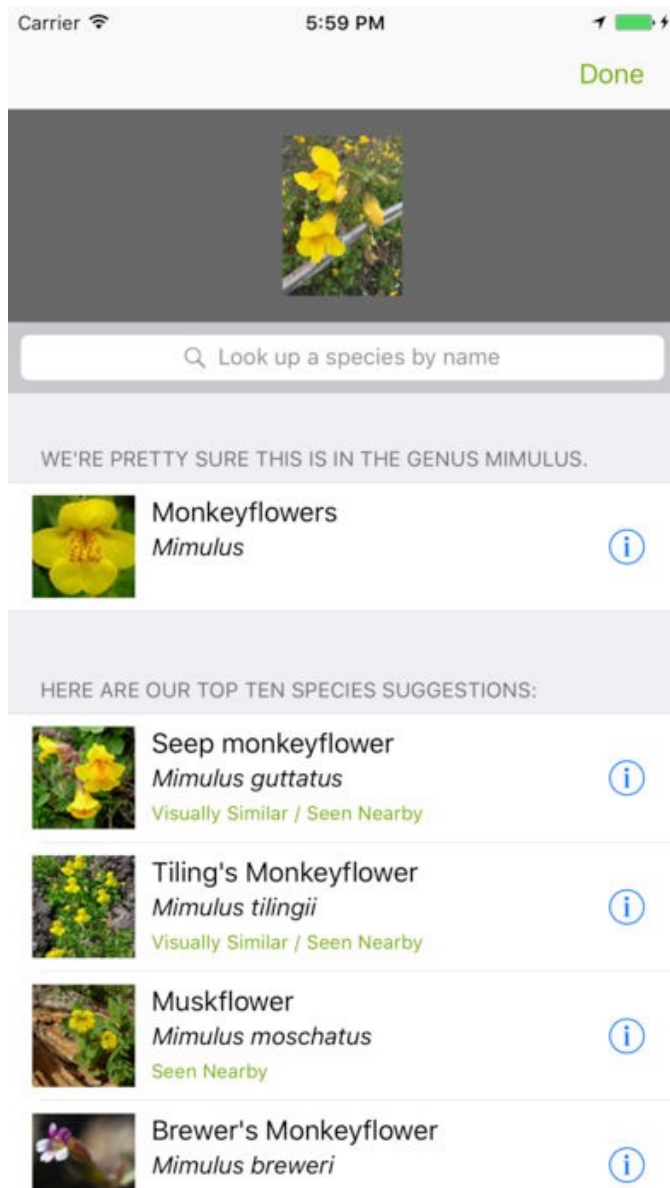 Carrier 5:59 PM
Done
Look up a species by name
WE'RE PRETTY SURE THIS IS IN THE GENUS MIMULUS.
Monkeyflowers
Mimulus
HERE ARE OUR TOP TEN SPECIES SUGGESTIONS:
Seep monkeyflower
Mimulus guttatus
Visually Similar / Seen Nearby
Tiling's Monkeyflower
Mimulus tilingii
Visually Similar / Seen Nearby
Muskflower
Mimulus moschatus
Seen Nearby
Brewer's Monkeyflower
Mimulus breweri